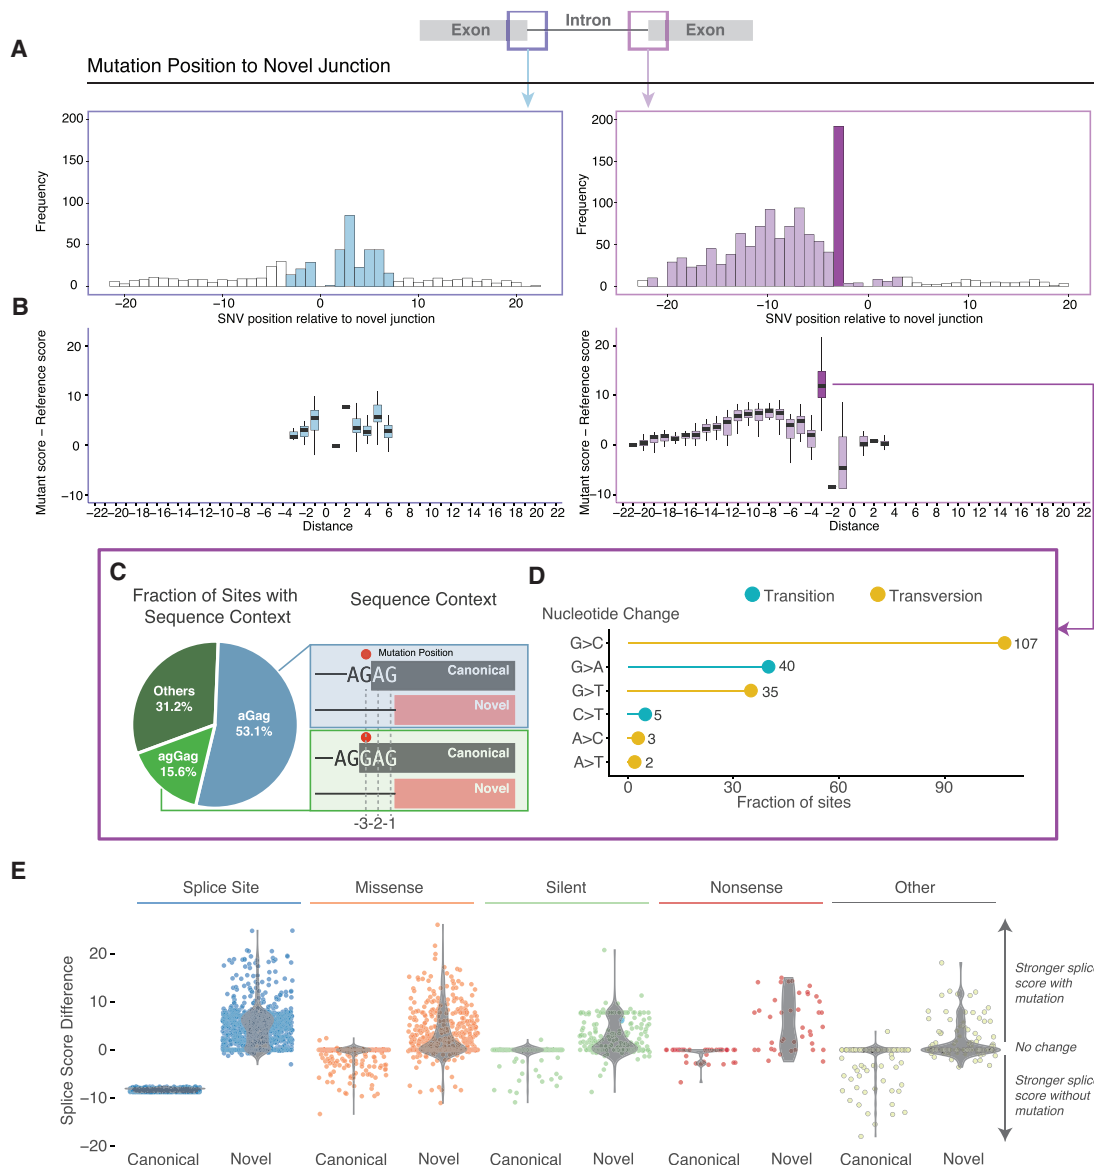 Exon
Intron
Exon
A
Mutation Position to Novel Junction
200
150
100
50
0
Frequency
−20
−10
0
10
20
SNV position relative to novel junction
200
150
100
50
0
Frequency
−10
0
10
20
SNV position relative to novel junction
B
20
10
0
−10
Mutant score − Reference score
−22 −20 −18 −16 −14 −12 −10 −8 −6 −4 −2 0 2 4 6 8 10 12 14 16 18 20 22
Distance
20
10
0
−10
Mutant score − Reference score
−22 −20 −18 −16 −14 −12 −10 −8 −6 −4 −2 0 2 4 6 8 10 12 14 16 18 20 22
Distance
C
Fraction of Sites with
Sequence Context
Others
31.2%
aGag
53.1%
agGag
15.6%
Sequence Context
Mutation Position
AGAG
Canonical
Novel
AGGAG
Canonical
Novel
-3-2-1
D
Transition
Transversion
Nucleotide Change
G>C
107
G>A
40
G>T
35
C>T
5
A>C
3
A>T
2
0
30
60
90
Fraction of sites
E
Splice Site
Missense
Silent
Nonsense
Other
Splice Score Difference
20
10
0
−10
−20
Canonical
Novel
Canonical
Novel
Canonical
Novel
Canonical
Novel
Canonical
Novel
Stronger splice
score with
mutation
No change
Stronger splice
score without
mutation